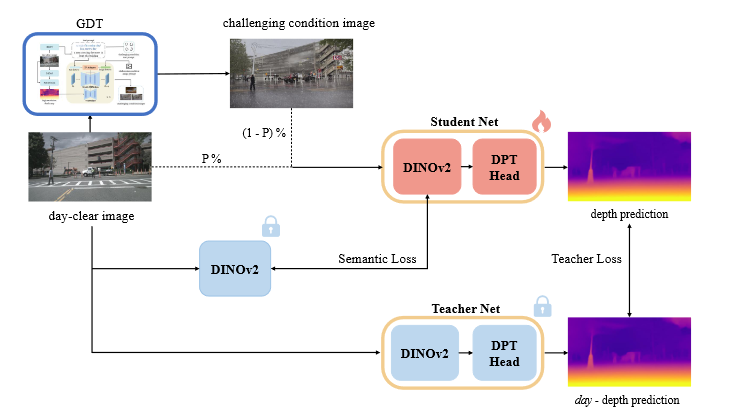 GDT
challenging condition image
(1 - P) %
P %
day-clear image
Student Net
DINOv2
DPT
Head
depth prediction
DINOv2
Semantic Loss
Teacher Loss
Teacher Net
DINOv2
DPT
Head
day - depth prediction